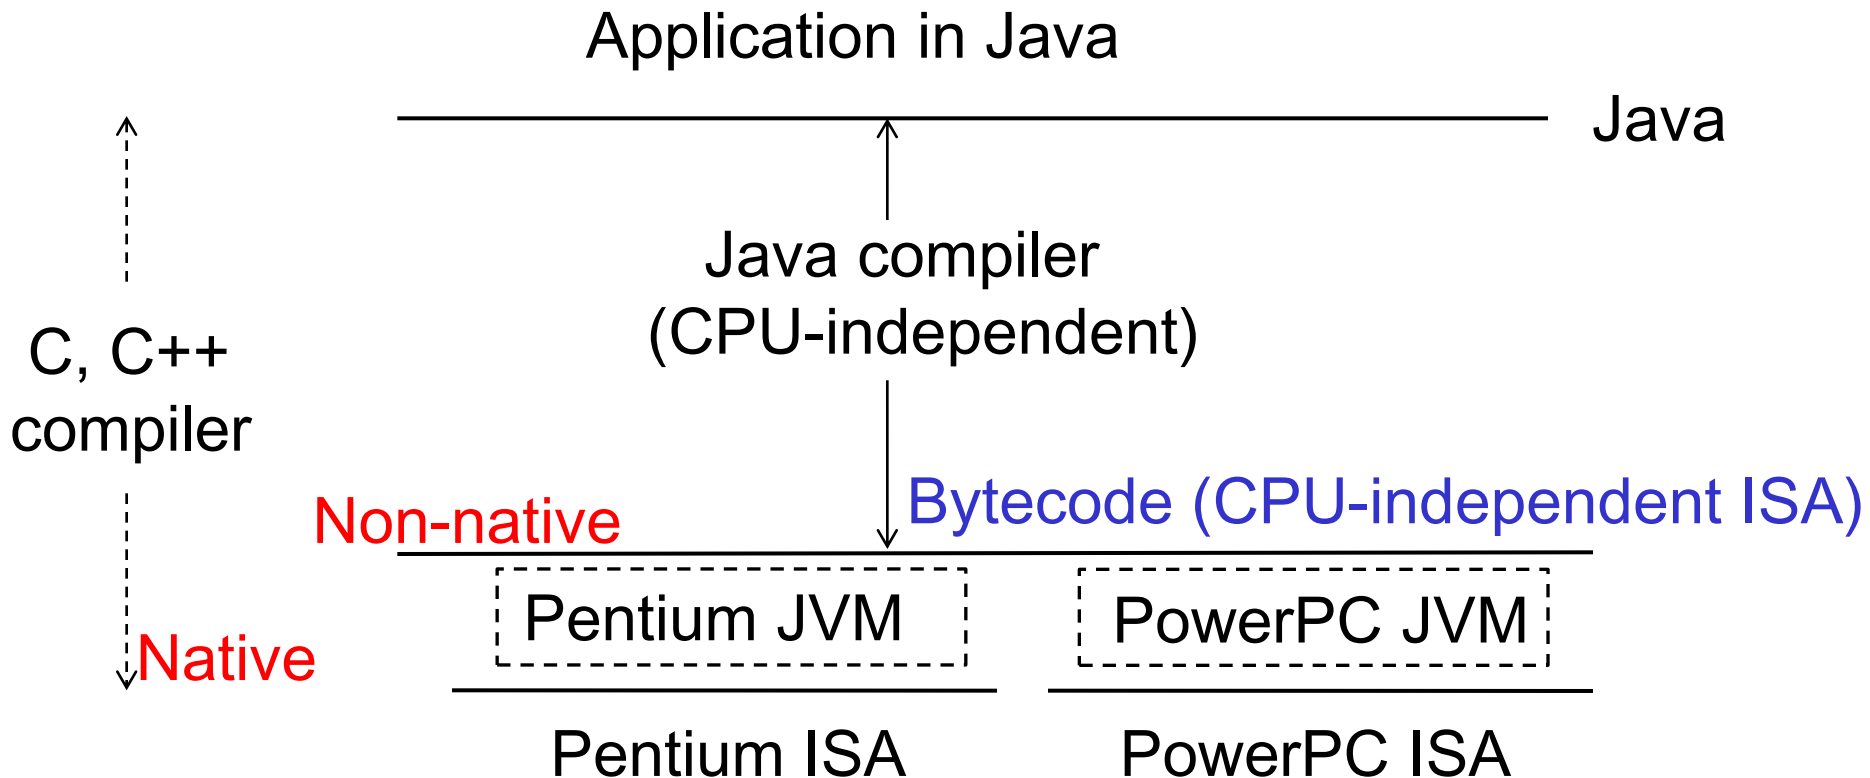 Application in Java
Java
Java compiler
(CPU-independent)
C, C++
compiler
Non-native
Bytecode (CPU-independent ISA)
Pentium JVM
PowerPC JVM
Native
Pentium ISA
PowerPC ISA